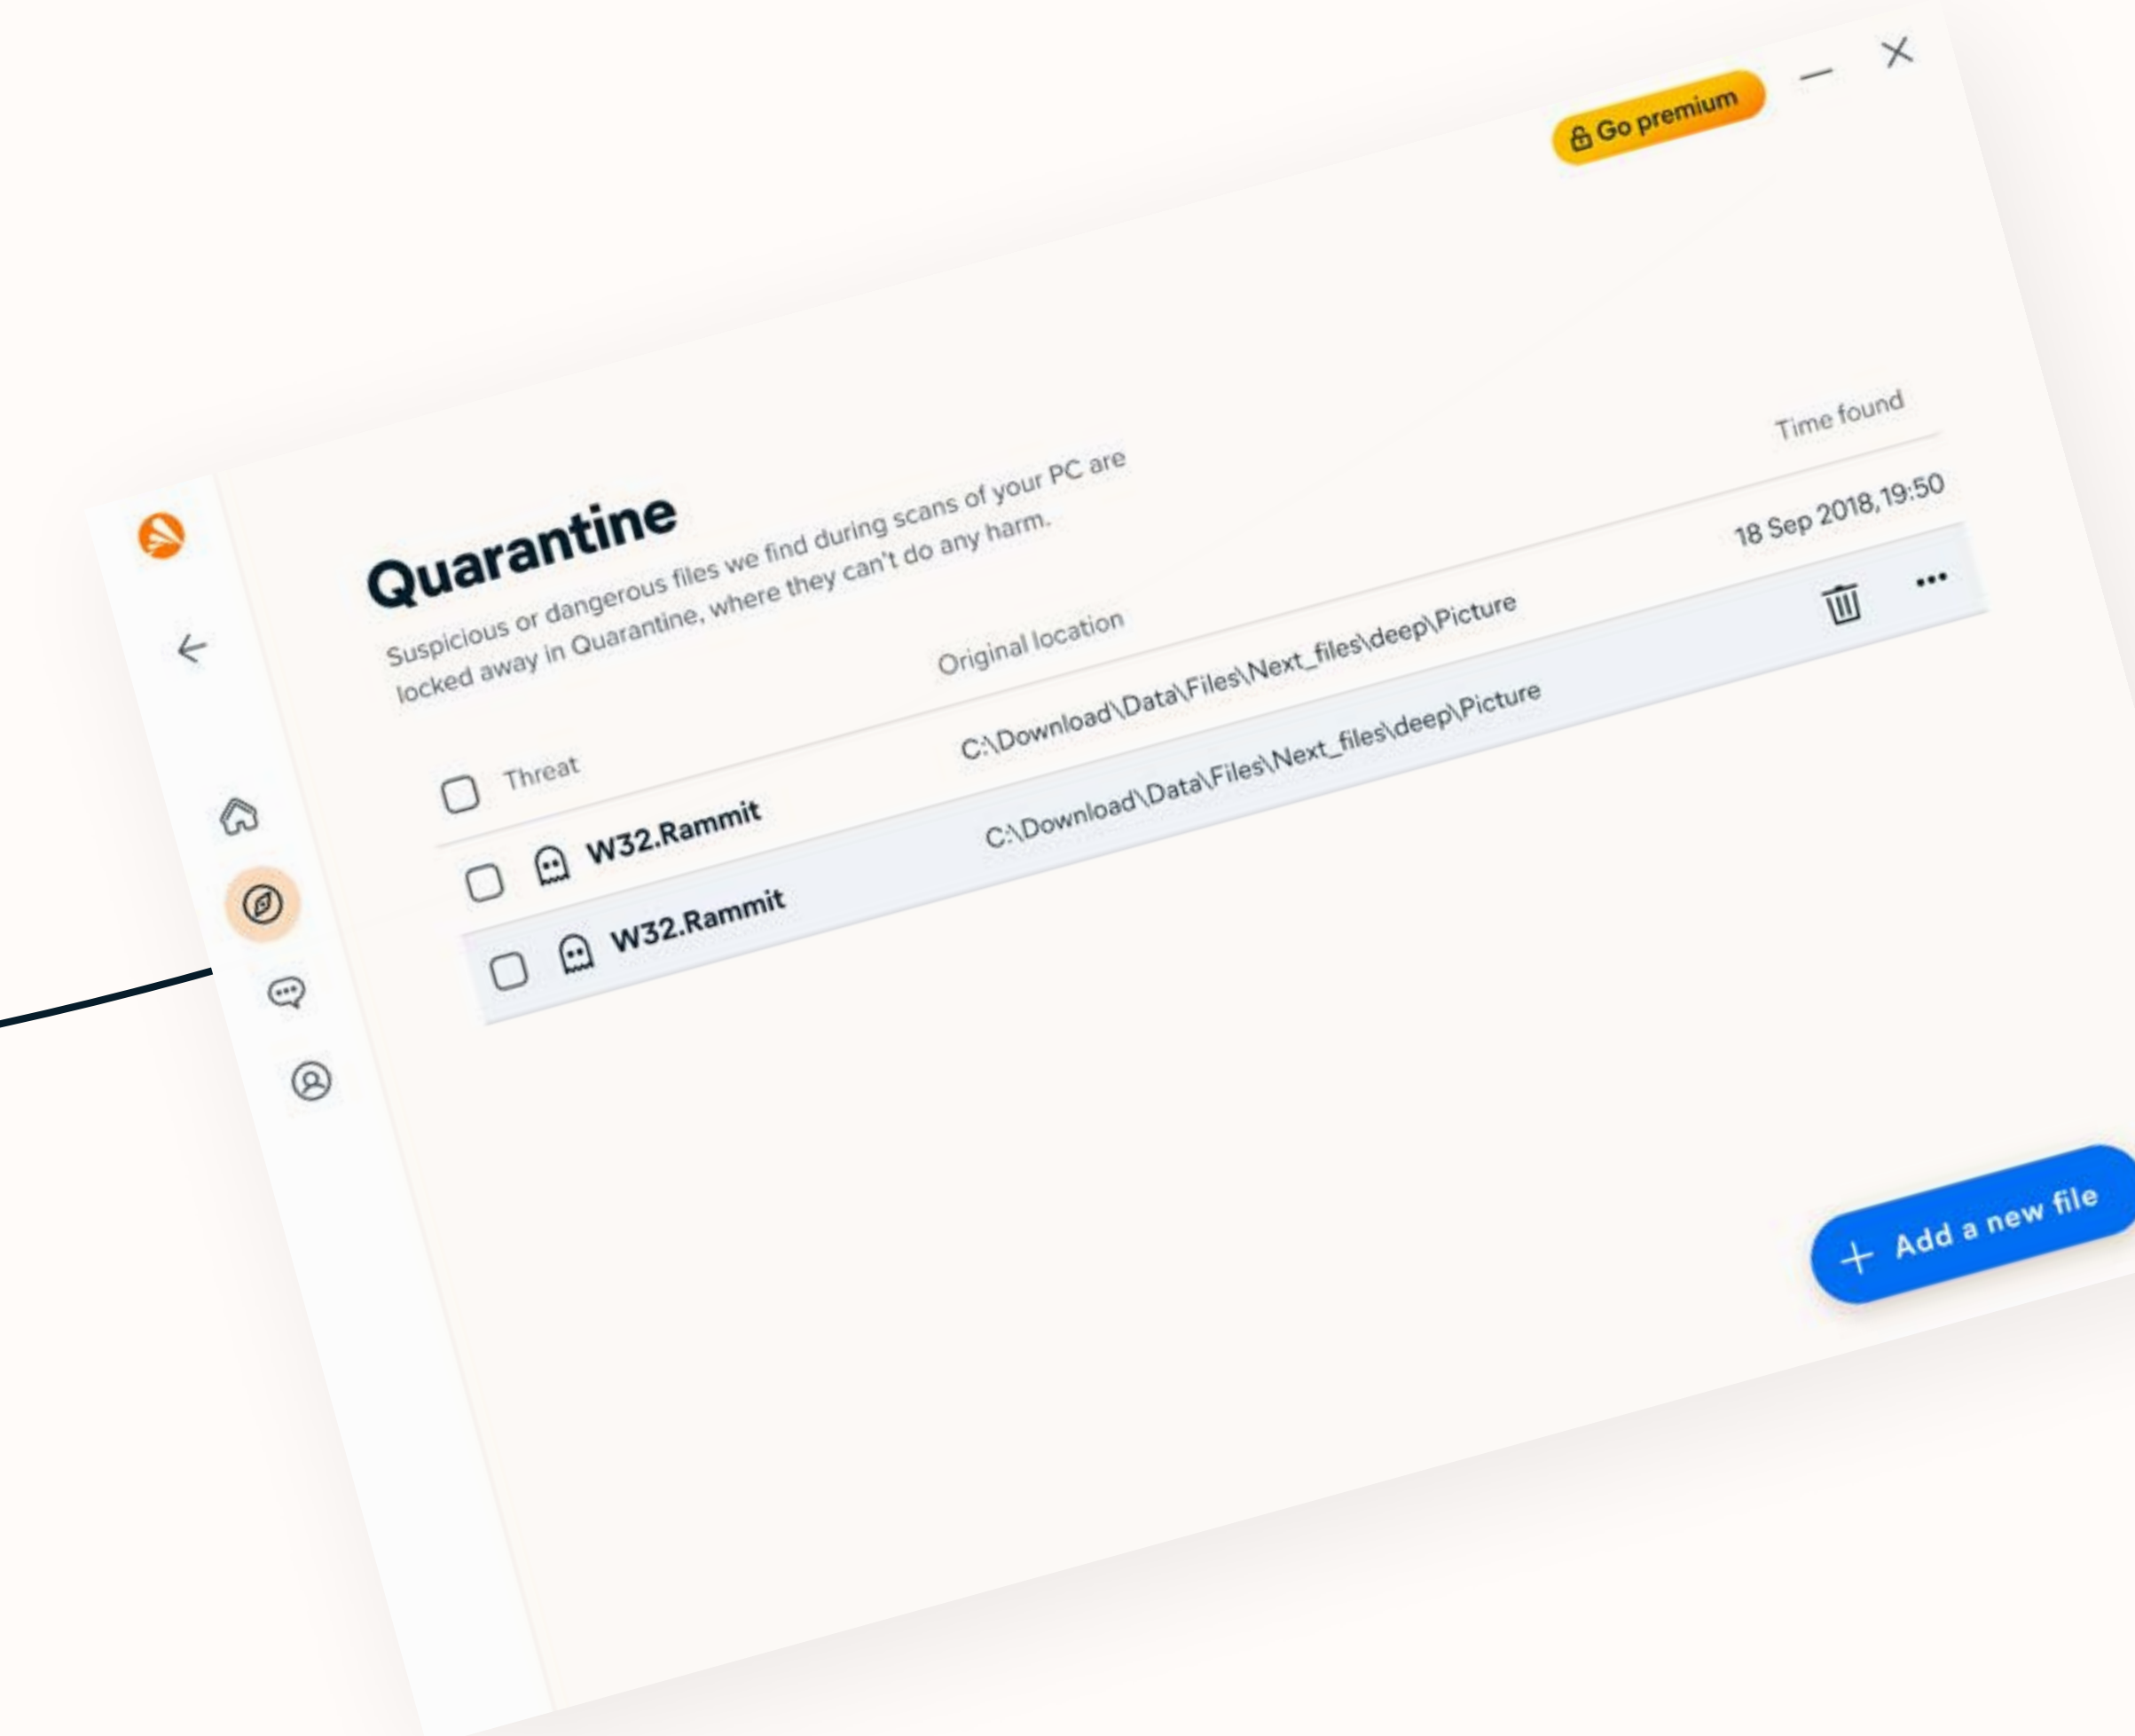 Go premium
Quarantine
Suspicious or dangerous files we find during scans of your PC are
locked away in Quarantine, where they can't do any harm.
Threat Original location Time found
W32.Rammit C:\Download\Data\Files\Next_files\deep\Picture 18 Sep 2018,19:50
W32.Rammit C:\Download\Data\Files\Next_files\deep\Picture
Add a new file